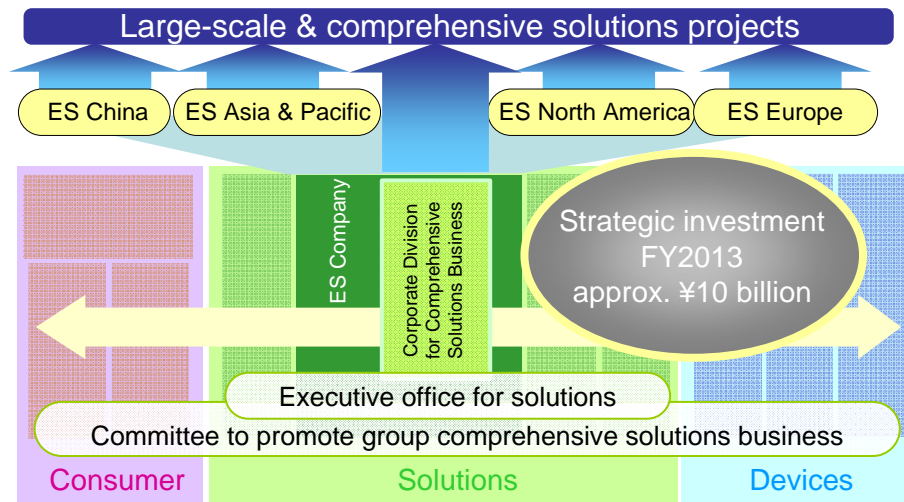 Large-scale & comprehensive solutions projects
ES China
ES Asia & Pacific
ES North America
ES Europe
ES Company
Corporate Division
for Comprehensive
Solutions Business
Strategic investment
FY2013
approx. ¥10 billion
Executive office for solutions
Committee to promote group comprehensive solutions business
Consumer
Solutions
Devices